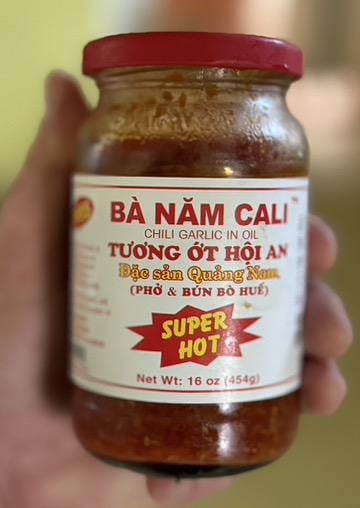 BÀ NĂM CALI™
CHILI GARLIC IN OIL
TƯƠNG ỚT HỘI AN
Đặc sản Quảng Nam
(PHỞ & BÚN BÒ HUẾ)
SUPER
HOT
Net Wt: 16 oz (454g)